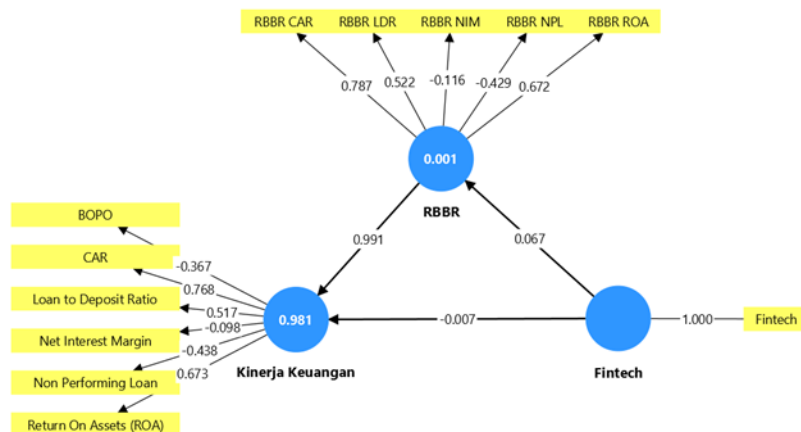 RBBR CAR RBBR LDR RBBR NIM RBBR NPL RBBR ROA
0.787 0.522 -0.116 -0.429 0.672
0.001
RBBR
BOPO
CAR
Loan to Deposit Ratio
Net Interest Margin
Non Performing Loan
Return On Assets (ROA)
-0.367
0.768
0.517
-0.098
-0.438
0.673
0.981
Kinerja Keuangan
0.991
0.067
-0.007
Fintech
1.000
Fintech